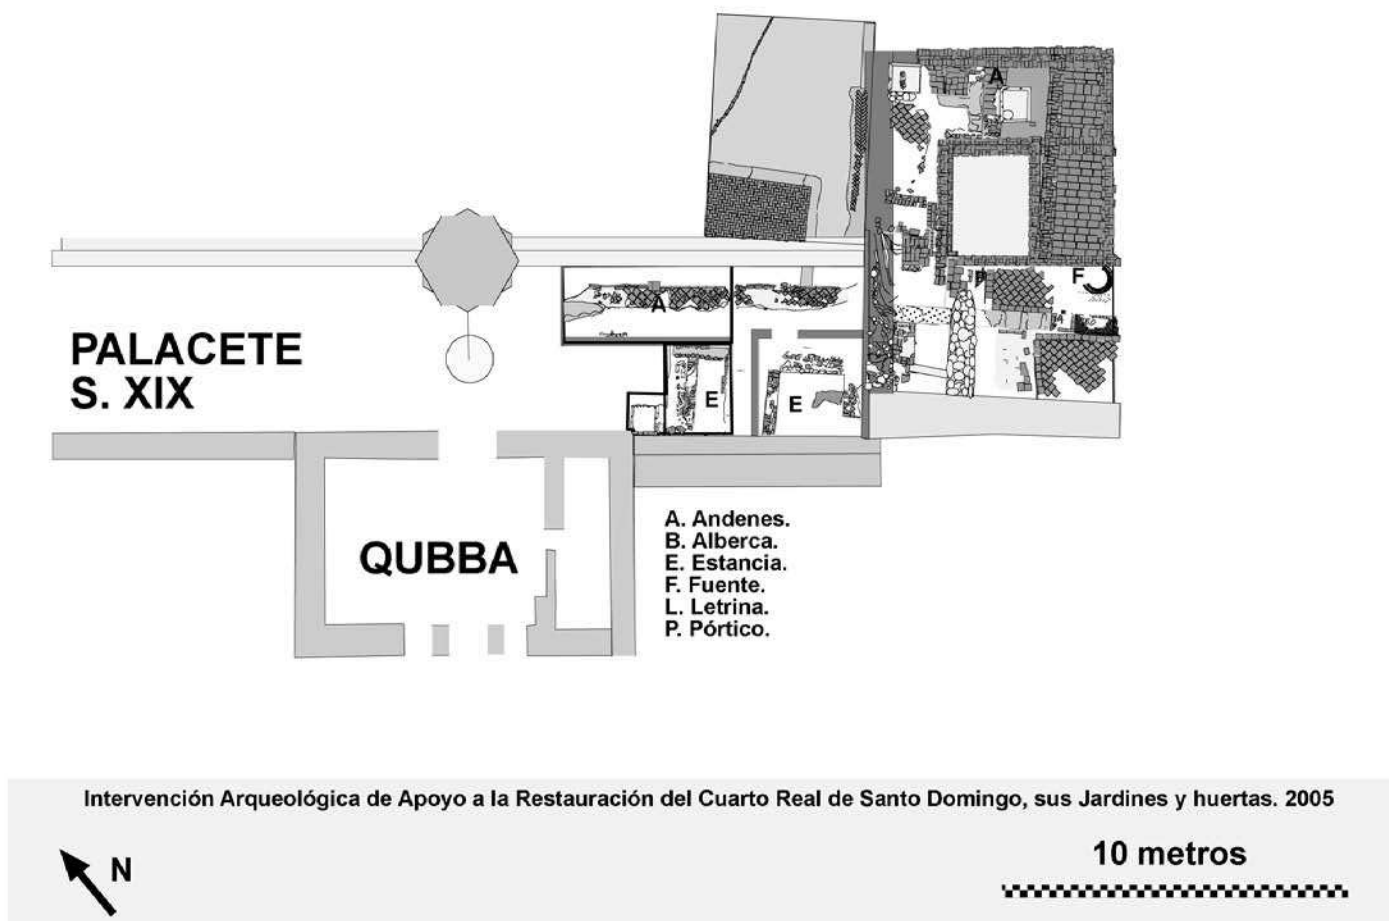 A
F
PALACETE
S. XIX
A
E
E
QUBBA
A. Andenes.
B. Alberca.
E. Estancia.
F. Fuente.
L. Letrina.
P. Pórtico.
Intervención Arqueológica de Apoyo a la Restauración del Cuarto Real de Santo Domingo, sus Jardines y huertas. 2005
N
10 metros